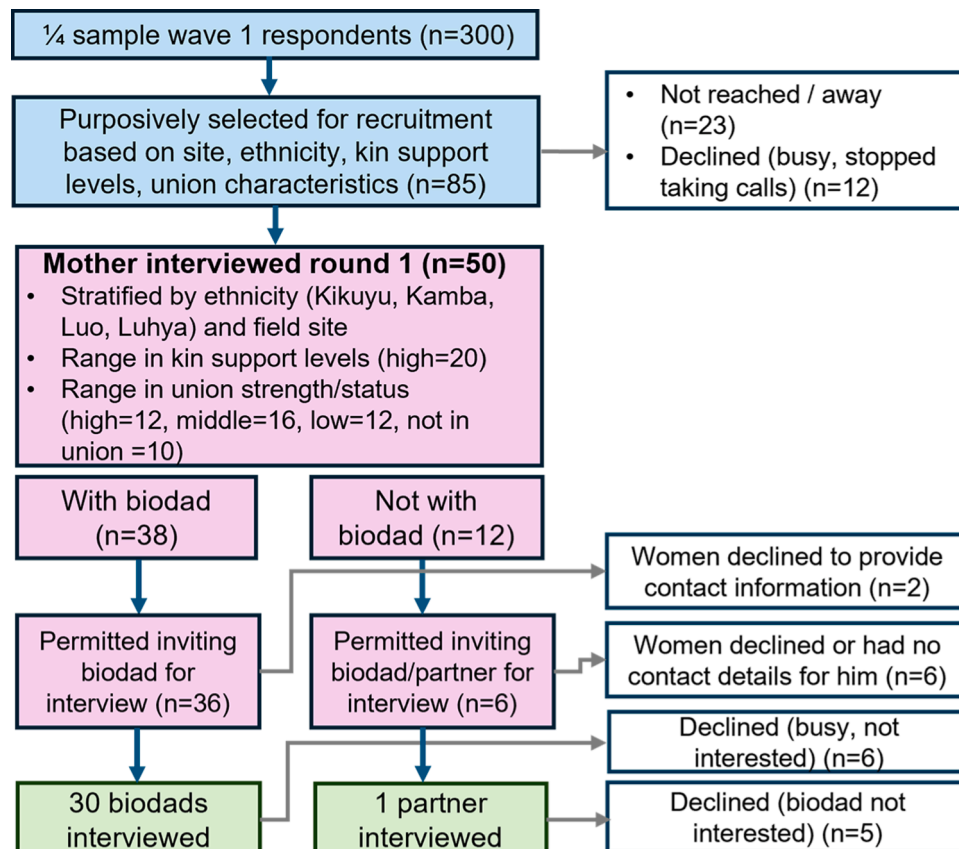 ¼ sample wave 1 respondents (n=300)
Purposively selected for recruitment
based on site, ethnicity, kin support
levels, union characteristics (n=85)
• Not reached / away
(n=23)
• Declined (busy, stopped
taking calls) (n=12)
Mother interviewed round 1 (n=50)
• Stratified by ethnicity (Kikuyu, Kamba,
Luo, Luhya) and field site
• Range in kin support levels (high=20)
• Range in union strength/status
(high=12, middle=16, low=12, not in
union =10)
With biodad
(n=38)
Not with
biodad (n=12)
Women declined to provide
contact information (n=2)
Permitted inviting
biodad for
interview (n=36)
Permitted inviting
biodad/partner for
interview (n=6)
Women declined or had no
contact details for him (n=6)
Declined (busy, not
interested) (n=6)
30 biodads
interviewed
1 partner
interviewed
Declined (biodad not
interested) (n=5)